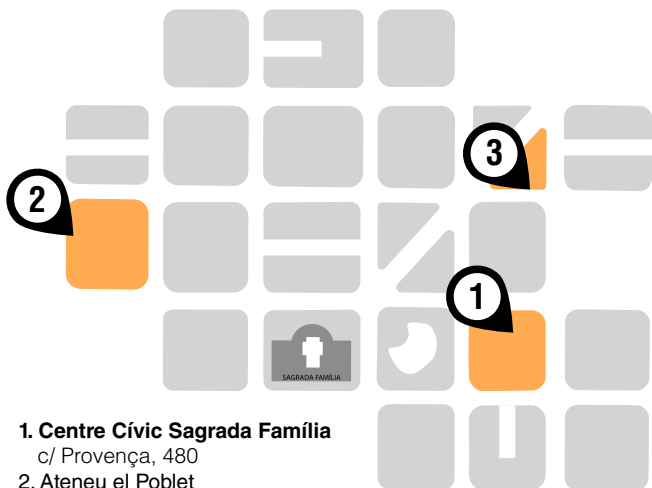 3
2
1
SAGRADA FAMÍLIA
1. Centre Cívic Sagrada Família
c/ Provença, 480
2. Ateneu el Poblet